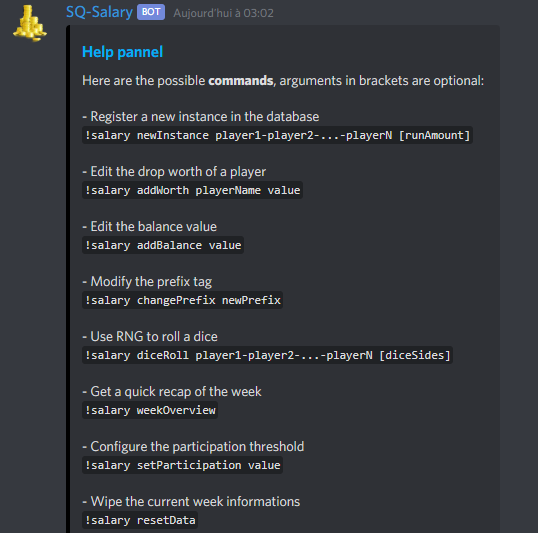 SQ-Salary BOT Aujourd'hui à 03:02
Help pannel
Here are the possible commands, arguments in brackets are optional:
- Register a new instance in the database
!salary newInstance player1-player2-...-playerN [runAmount]
- Edit the drop worth of a player
!salary addWorth playerName value
- Edit the balance value
!salary addBalance value
- Modify the prefix tag
!salary changePrefix newPrefix
- Use RNG to roll a dice
!salary diceRoll player1-player2-...-playerN [diceSides]
- Get a quick recap of the week
!salary weekOverview
- Configure the participation threshold
!salary setParticipation value
- Wipe the current week informations
!salary resetData